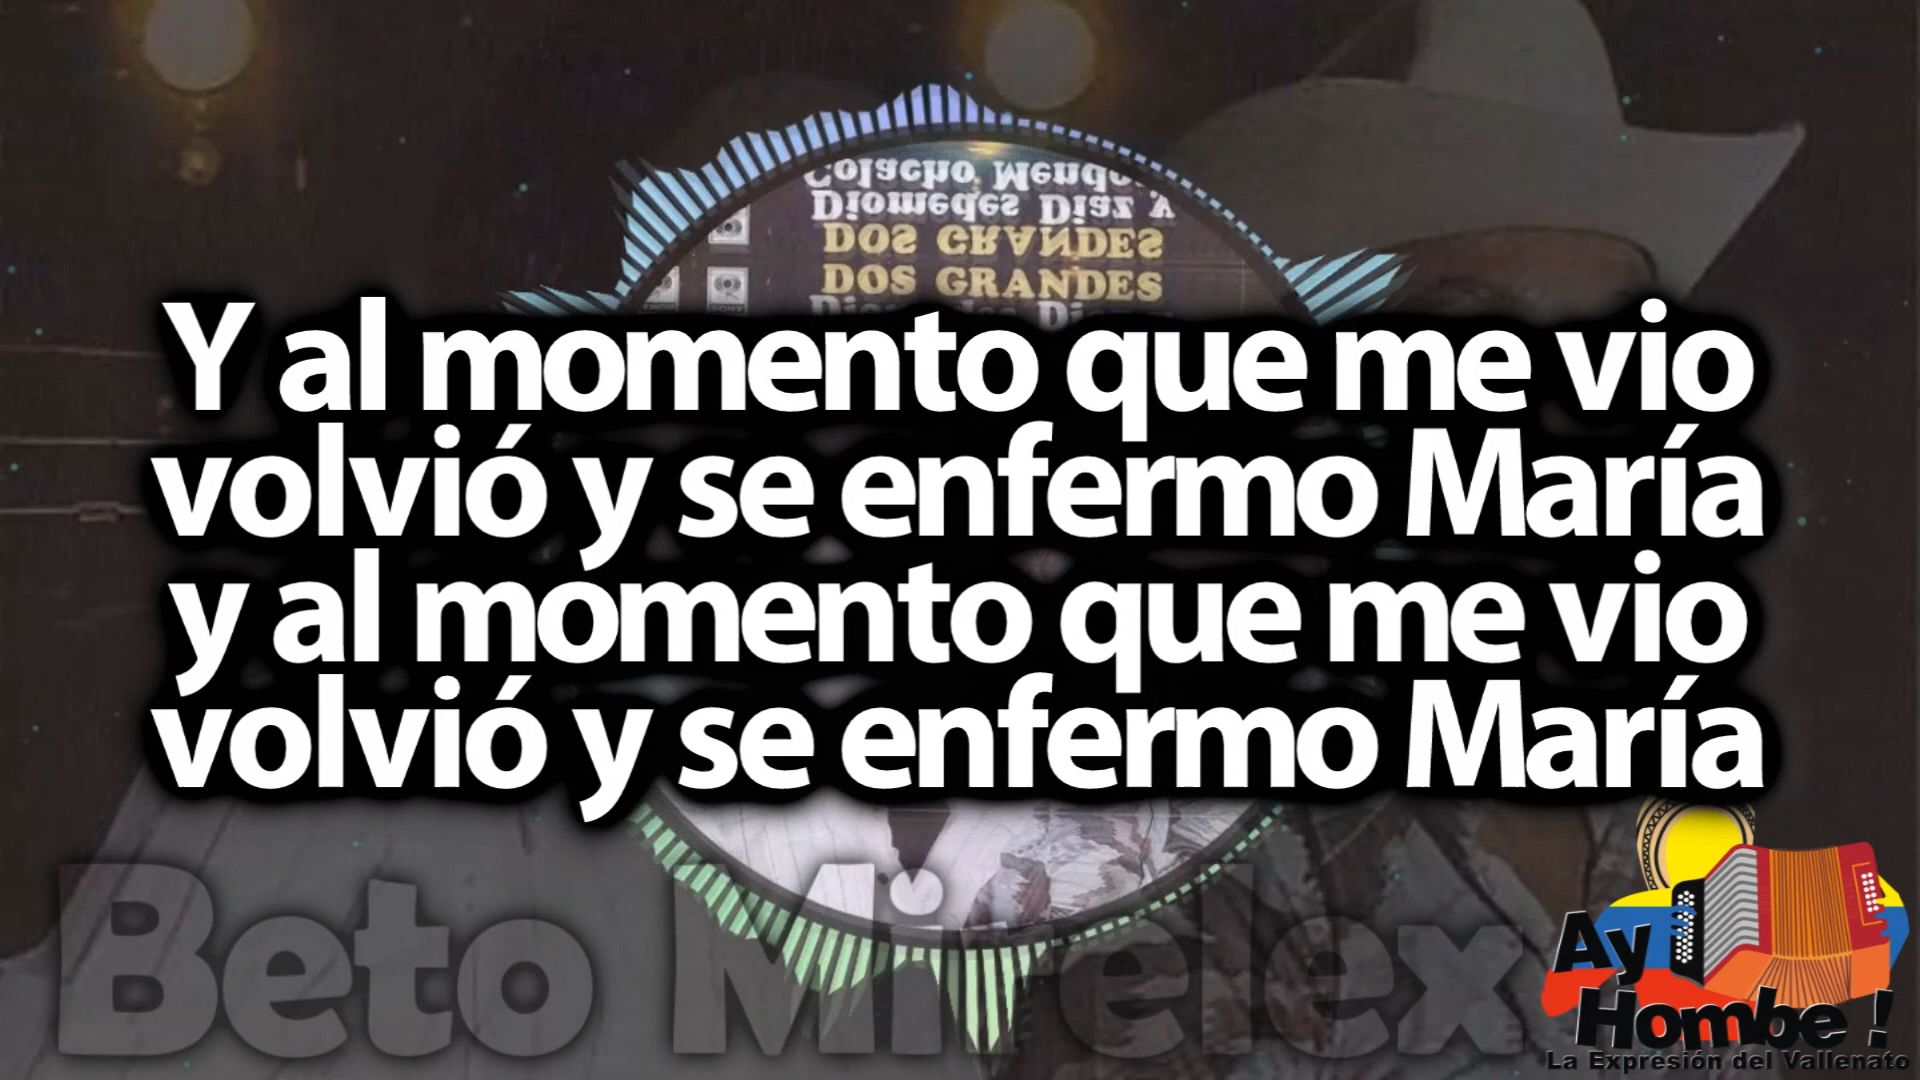 Colacho Mendo
Diomedes Diaz y
DOS GRANDES
DOS GRANDES
Y al momento que me vio
volvió y se enfermo María
y al momento que me vio
volvió y se enfermo María
Beto Mirelex
Ay
Hombe !
La Expresión del Vallenato